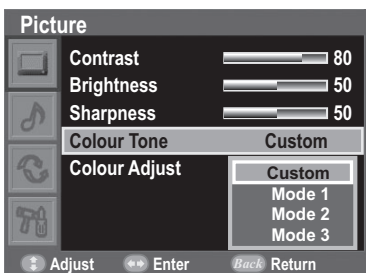 Picture
Contrast 80
Brightness 50
Sharpness 50
Colour Tone Custom
Colour Adjust Custom
Mode 1
Mode 2
Mode 3
Adjust Enter Back Return